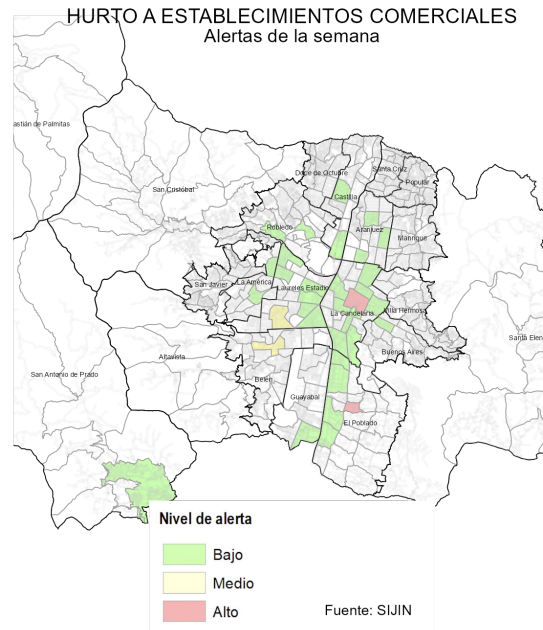 HURTO A ESTABLECIMIENTOS COMERCIALES
Alertas de la semana
astián de Palmitas
Doce de Octubre
Santa Cruz
Popular
San Cristóbal
Castilla
Robledo
Aranjuez
Manrique
San Javier
La América
Laureles Estadio
La Candelaria
Villa Hermosa
Santa Elen
Altavista
Buenos Aires
San Antonio de Prado
Belén
Guayabal
El Poblado
Nivel de alerta
Bajo
Medio
Alto
Fuente: SIJIN